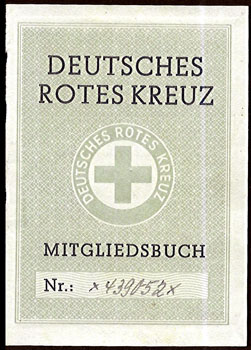 DEUTSCHES
ROTES KREUZ
DEUTSCHES ROTES KREUZ
MITGLIEDSBUCH
Nr.: × 439052 ×